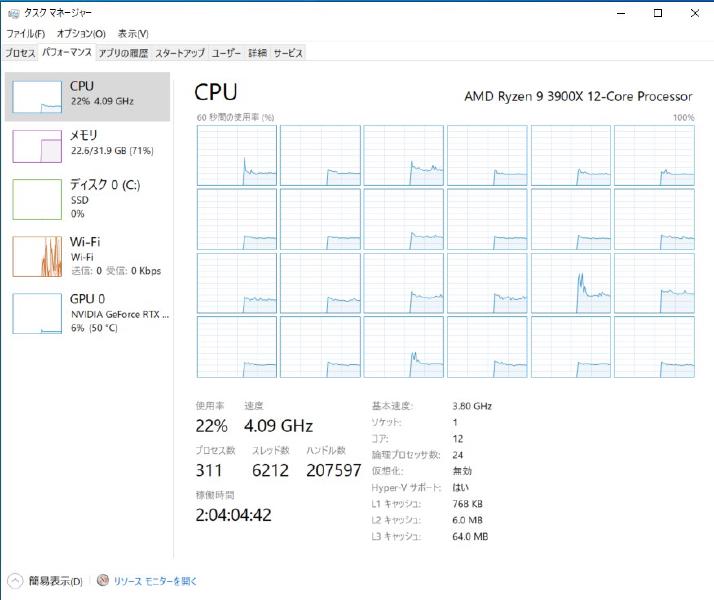 タスク マネージャー
ファイル(F) オプション(O) 表示(V)
プロセス パフォーマンス アプリの履歴 スタートアップ ユーザー 詳細 サービス
CPU
22% 4.09 GHz
メモリ
22.6/31.9 GB (71%)
ディスク 0 (C:)
SSD
0%
Wi-Fi
Wi-Fi
送信: 0 受信: 0 Kbps
GPU 0
NVIDIA GeForce RTX ...
6% (50 °C)
CPU
AMD Ryzen 9 3900X 12-Core Processor
60 秒間の使用率 (%)
100%
使用率 速度
22% 4.09 GHz
プロセス数 スレッド数 ハンドル数
311 6212 207597
稼働時間
2:04:04:42
基本速度: 3.80 GHz
ソケット: 1
コア: 12
論理プロセッサ数: 24
仮想化: 無効
Hyper-V サポート: はい
L1 キャッシュ: 768 KB
L2 キャッシュ: 6.0 MB
L3 キャッシュ: 64.0 MB
簡易表示(D) リソース モニターを開く